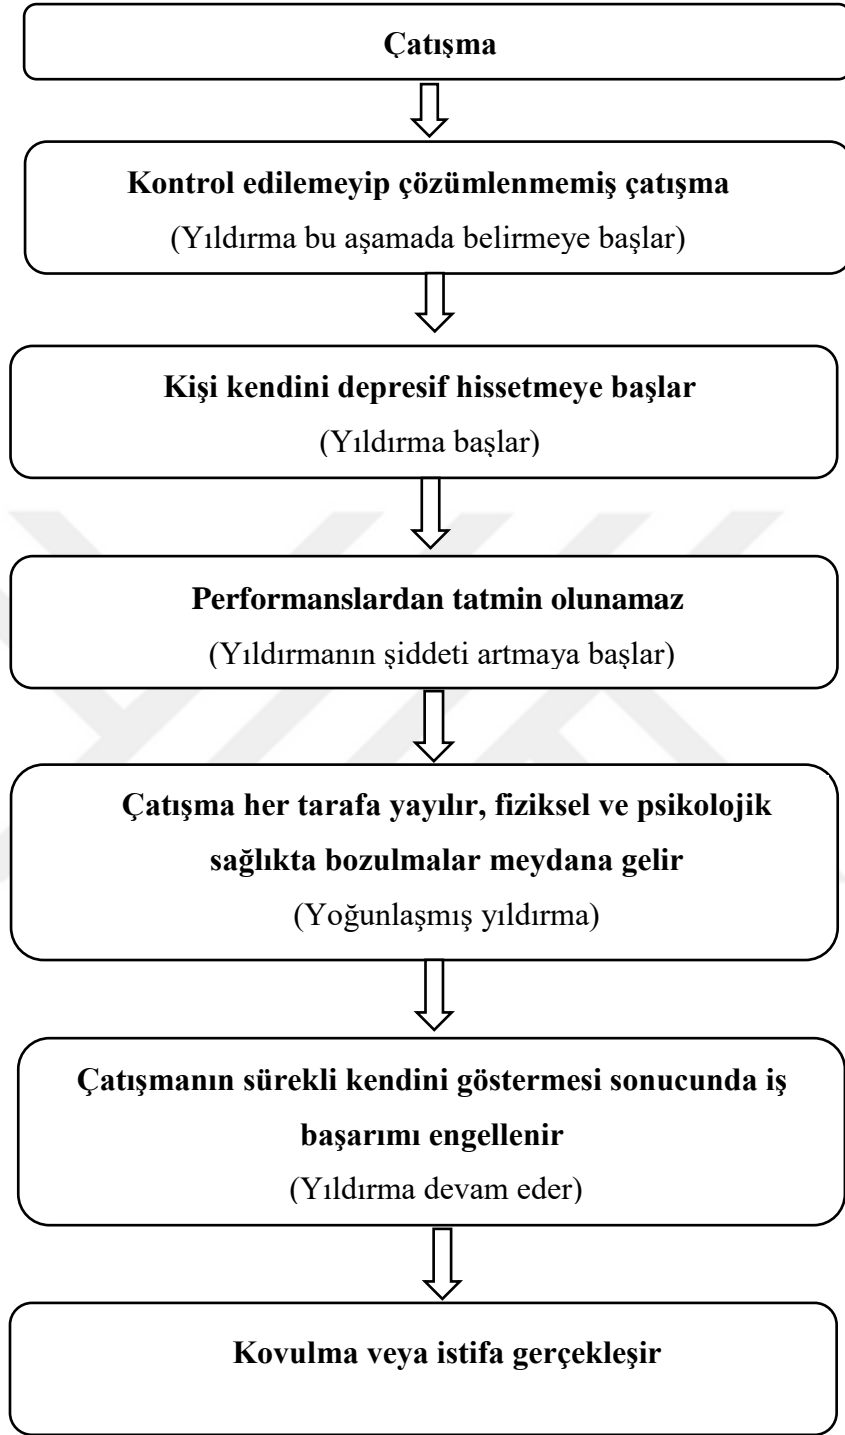 Çatışma
Kontrol edilemeyip çözümlenmemiş çatışma
(Yıldırma bu aşamada belirmeye başlar)
Kişi kendini depresif hissetmeye başlar
(Yıldırma başlar)
Performanslardan tatmin olunamaz
(Yıldırmanın şiddeti artmaya başlar)
Çatışma her tarafa yayılır, fiziksel ve psikolojik
sağlıkta bozulmalar meydana gelir
(Yoğunlaşmış yıldırma)
Çatışmanın sürekli kendini göstermesi sonucunda iş
başarımı engellenir
(Yıldırma devam eder)
Kovulma veya istifa gerçekleşir